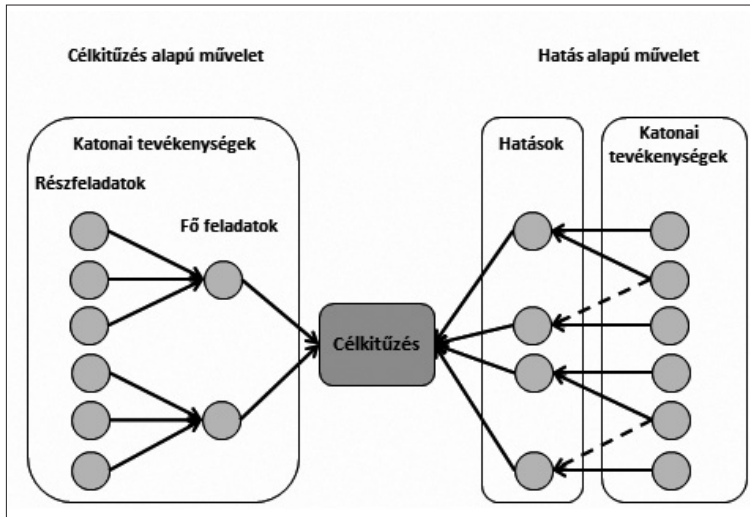 Célkitűzés alapú művelet
Hatás alapú művelet
Katonai tevékenységek
Részfeladatok
Fő feladatok
Célkitűzés
Hatások
Katonai
tevékenységek